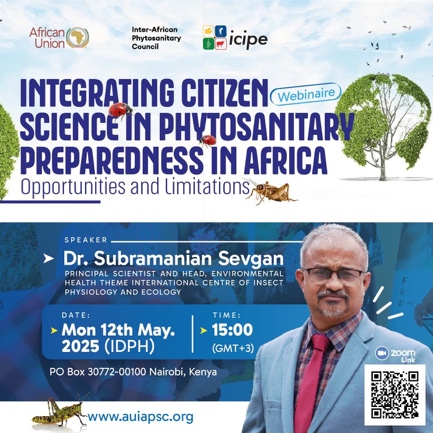 African
Union
Inter-African
Phytosanitary
Council
icipe
INTEGRATING CITIZEN
Webinaire
SCIENCE IN PHYTOSANITARY
PREPAREDNESS IN AFRICA
Opportunities and Limitations
SPEAKER
Dr. Subramanian Sevgan
PRINCIPAL SCIENTIST AND HEAD, ENVIRONMENTAL
HEALTH THEME INTERNATIONAL CENTRE OF INSECT
PHYSIOLOGY AND ECOLOGY
DATE:
Mon 12th May.
2025 (IDPH)
TIME:
15:00
(GMT+3)
PO Box 30772-00100 Nairobi, Kenya
zoom
Link
www.auiapsc.org